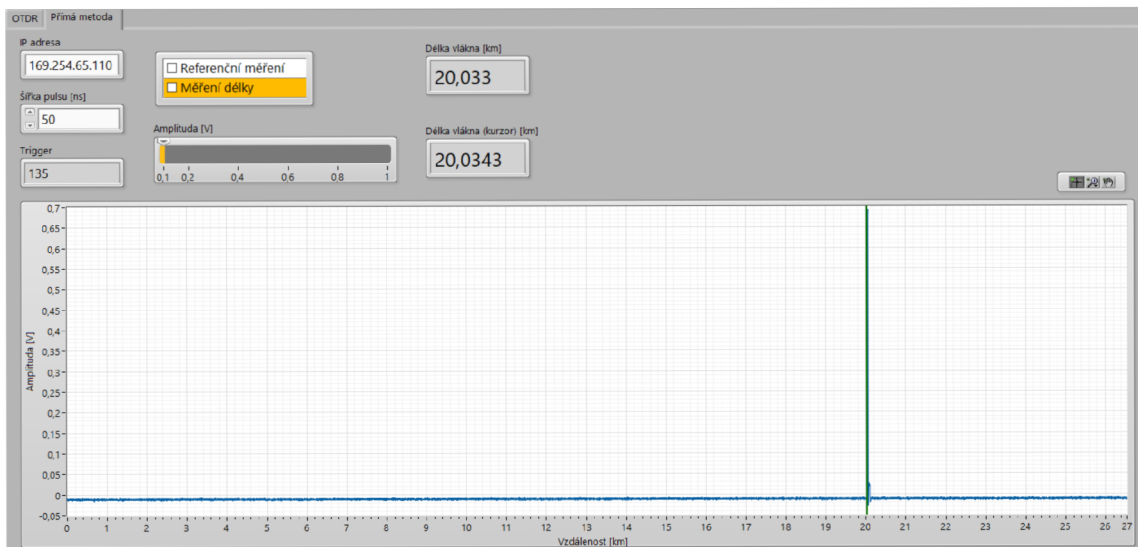 OTDR Přímá metoda
IP adresa
169.254.65.110
Šířka pulsu [ns]
50
Trigger
135
Referenční měření
Měření délky
Amplituda [V]
0,1 0,2 0,4 0,6 0,8 1
Délka vlákna [km]
20,033
Délka vlákna (kurzor) [km]
20,0343
Amplituda [V]
0,7
0,65
0,6
0,55
0,5
0,45
0,4
0,35
0,3
0,25
0,2
0,15
0,1
0,05
0
-0,05
0 1 2 3 4 5 6 7 8 9 10 11 12 13 14 15 16 17 18 19 20 21 22 23 24 25 26 27
Vzdálenost [km]